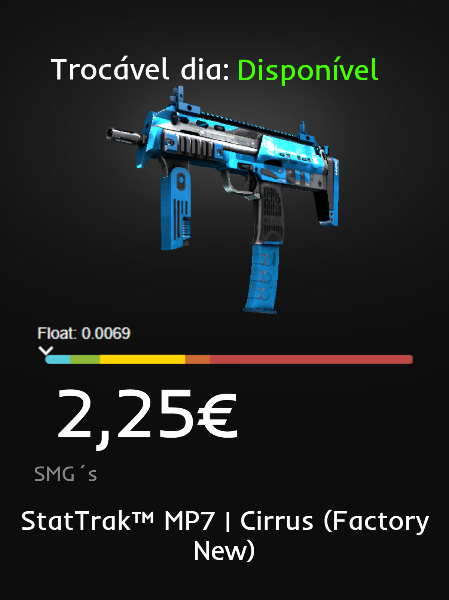 Trocável dia: Disponível
Float: 0.0069
2,25€
SMG´s
StatTrak™ MP7 | Cirrus (Factory
New)